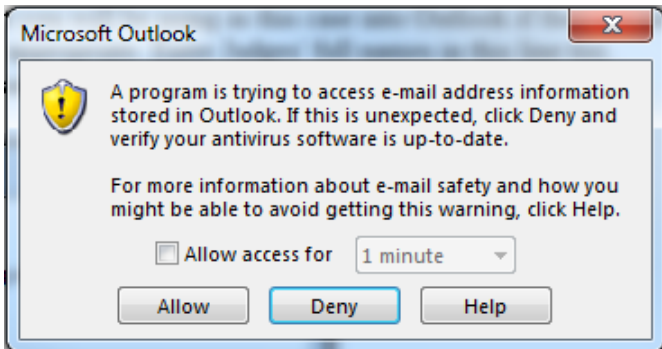 Microsoft Outlook
A program is trying to access e-mail address information
stored in Outlook. If this is unexpected, click Deny and
verify your antivirus software is up-to-date.
For more information about e-mail safety and how you
might be able to avoid getting this warning, click Help.
Allow access for 1 minute
Allow Deny Help